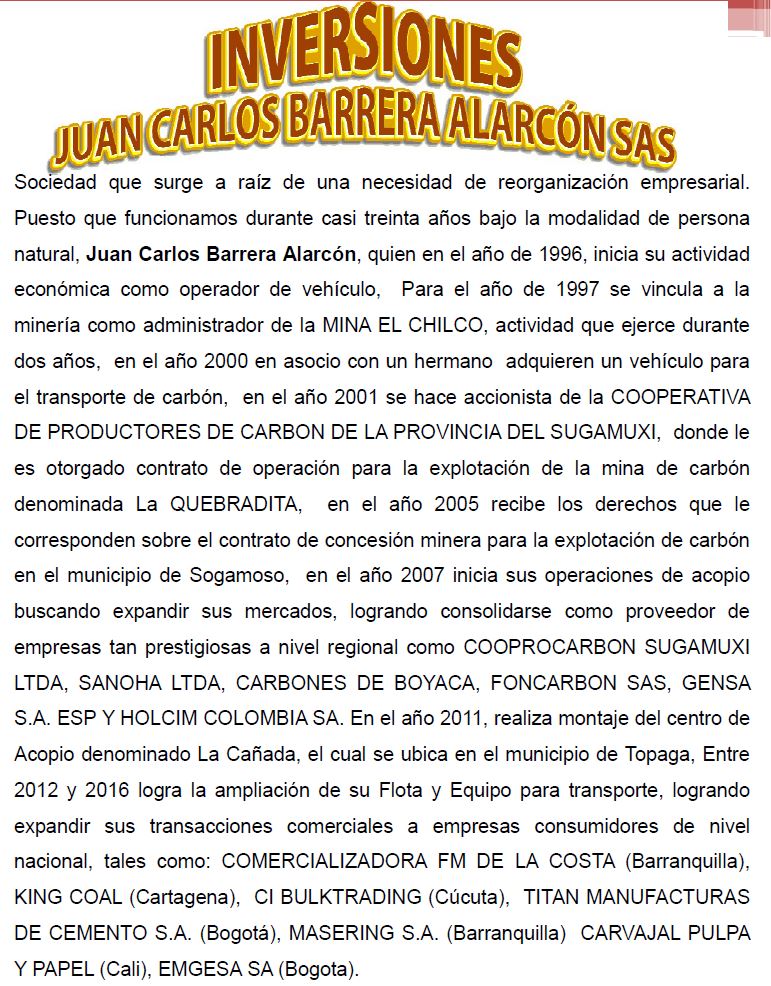 INVERSIONES
JUAN CARLOS BARRERA ALARCÓN SAS
Sociedad que surge a raíz de una necesidad de reorganización empresarial.
Puesto que funcionamos durante casi treinta años bajo la modalidad de persona
natural, Juan Carlos Barrera Alarcón, quien en el año de 1996, inicia su actividad
económica como operador de vehículo,  Para el año de 1997 se vincula a la
minería como administrador de la MINA EL CHILCO, actividad que ejerce durante
dos años,  en el año 2000 en asocio con un hermano  adquieren un vehículo para
el transporte de carbón,  en el año 2001 se hace accionista de la COOPERATIVA
DE PRODUCTORES DE CARBON DE LA PROVINCIA DEL SUGAMUXI,  donde le
es otorgado contrato de operación para la explotación de la mina de carbón
denominada La QUEBRADITA,  en el año 2005 recibe los derechos que le
corresponden sobre el contrato de concesión minera para la explotación de carbón
en el municipio de Sogamoso,  en el año 2007 inicia sus operaciones de acopio
buscando expandir sus mercados, logrando consolidarse como proveedor de
empresas tan prestigiosas a nivel regional como COOPROCARBON SUGAMUXI
LTDA, SANOHA LTDA, CARBONES DE BOYACA, FONCARBON SAS, GENSA
S.A. ESP Y HOLCIM COLOMBIA SA. En el año 2011, realiza montaje del centro de
Acopio denominado La Cañada, el cual se ubica en el municipio de Topaga, Entre
2012 y 2016 logra la ampliación de su Flota y Equipo para transporte, logrando
expandir sus transacciones comerciales a empresas consumidores de nivel
nacional, tales como: COMERCIALIZADORA FM DE LA COSTA (Barranquilla),
KING COAL (Cartagena),  CI BULKTRADING (Cúcuta),  TITAN MANUFACTURAS
DE CEMENTO S.A. (Bogotá), MASERING S.A. (Barranquilla)  CARVAJAL PULPA
Y PAPEL (Cali), EMGESA SA (Bogota).